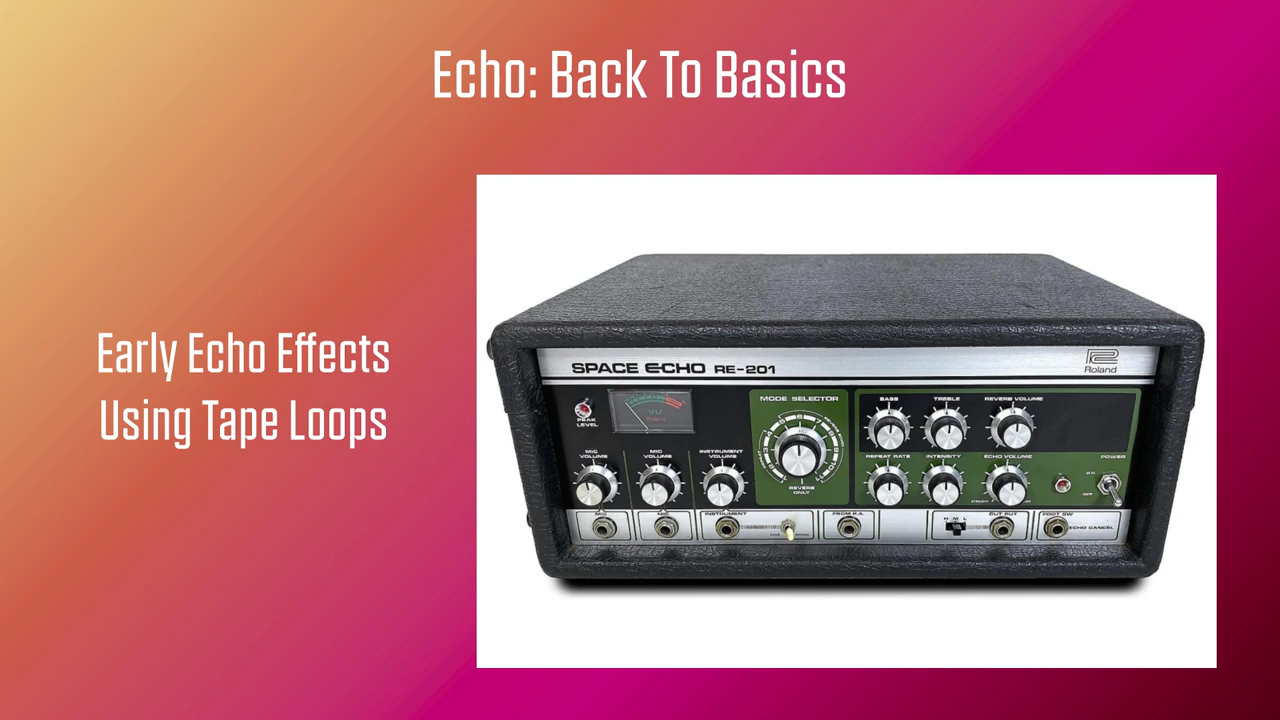 Echo: Back To Basics
Early Echo Effects
Using Tape Loops
SPACE ECHO RE-201
Roland
PEAK
LEVEL
VU
MODE SELECTOR
REVERB
ONLY
BASS
TREBLE
REVERB VOLUME
MIC
VOLUME
MIC
VOLUME
INSTRUMENT
VOLUME
REPEAT RATE
INTENSITY
ECHO VOLUME
POWER
ON
OFF
MIC
MIC
INSTRUMENT
FROM P.A.
H M L
OUT PUT
FOOT SW
ECHO CANCEL